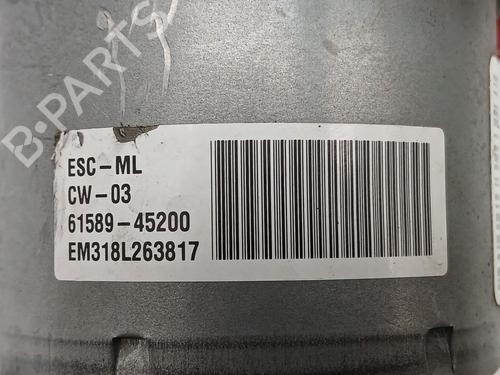 B-PARTS
ESC-ML
CW-03
61589-45200
EM318L263817